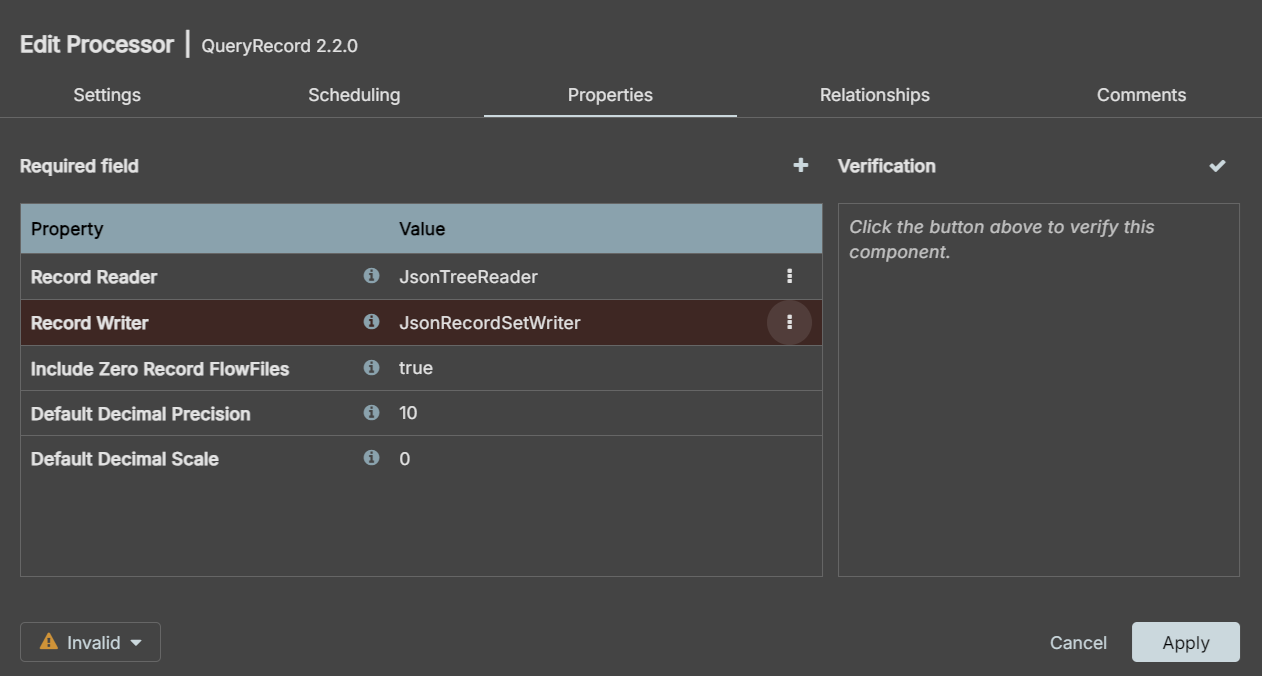 Edit Processor | QueryRecord 2.2.0
Settings Scheduling Properties Relationships Comments
Required field
Verification
Property Value
Record Reader JsonTreeReader
Record Writer JsonRecordSetWriter
Include Zero Record FlowFiles true
Default Decimal Precision 10
Default Decimal Scale 0
Click the button above to verify this
component.
Invalid
Cancel
Apply